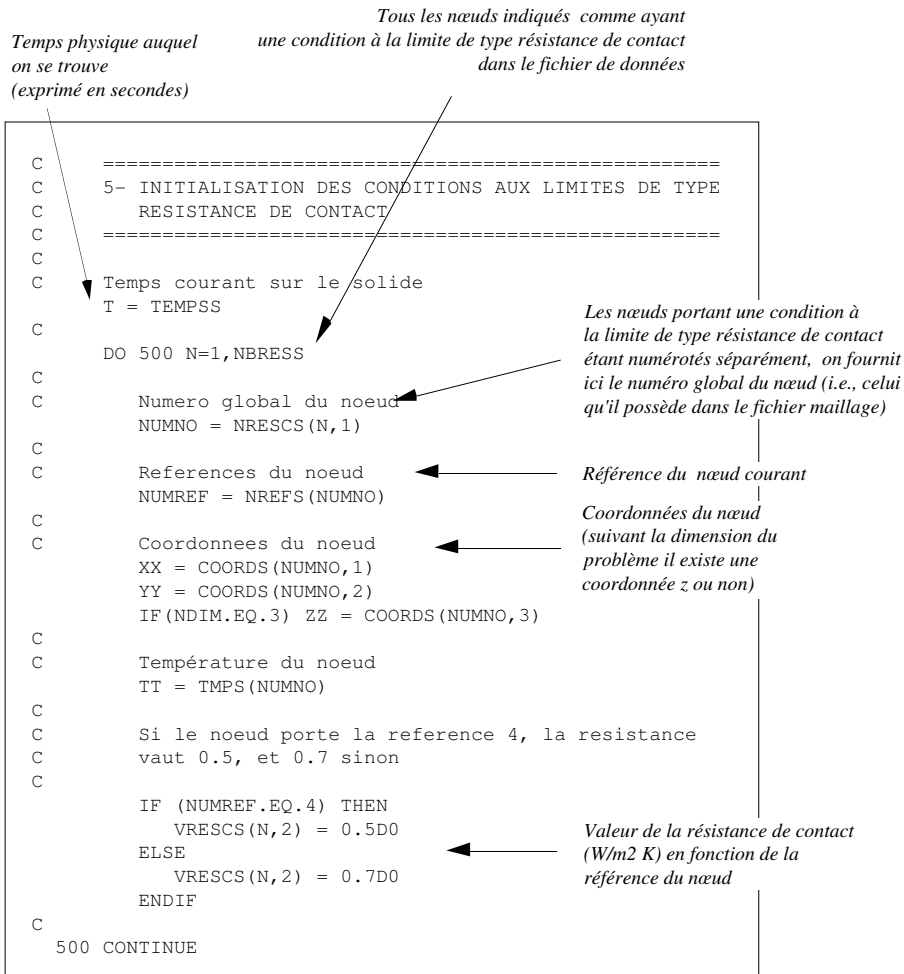 Tous les nœuds indiqués comme ayant
une condition à la limite de type résistance de contact
dans le fichier de données
Temps physique auquel
on se trouve
(exprimé en secondes)
C     ====================================================
C     5- INITIALISATION DES CONDITIONS AUX LIMITES DE TYPE
C        RESISTANCE DE CONTACT
C     ====================================================
C
C     Temps courant sur le solide
      T = TEMPSS
C
      DO 500 N=1,NBRESS
C
C        Numero global du noeud
         NUMNO = NRESCS(N,1)
C
C        References du noeud
         NUMREF = NREFS(NUMNO)
C
C        Coordonnees du noeud
         XX = COORDS(NUMNO,1)
         YY = COORDS(NUMNO,2)
         IF(NDIM.EQ.3) ZZ = COORDS(NUMNO,3)
C
C        Température du noeud
         TT = TMPS(NUMNO)
C
C        Si le noeud porte la reference 4, la resistance
C        vaut 0.5, et 0.7 sinon
C
         IF (NUMREF.EQ.4) THEN
            VRESCS(N,2) = 0.5D0
         ELSE
            VRESCS(N,2) = 0.7D0
         ENDIF
C
  500 CONTINUE
Les nœuds portant une condition à
la limite de type résistance de contact
étant numérotés séparément, on fournit
ici le numéro global du nœud (i.e., celui
qu'il possède dans le fichier maillage)
Référence du nœud courant
Coordonnées du nœud
(suivant la dimension du
problème il existe une
coordonnée z ou non)
Valeur de la résistance de contact
(W/m2 K) en fonction de la
référence du nœud